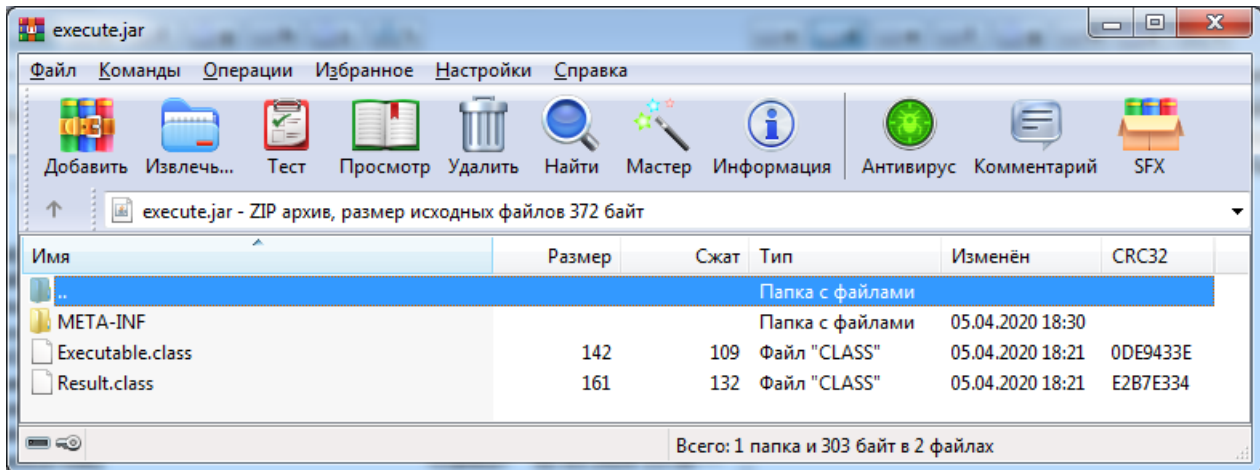 execute.jar
Файл Команды Операции Избранное Настройки Справка
Добавить Извлечь... Тест Просмотр Удалить Найти Мастер Информация Антивирус Комментарий SFX
execute.jar - ZIP архив, размер исходных файлов 372 байт
Имя Размер Сжат Тип Изменён CRC32
.. Папка с файлами
META-INF Папка с файлами 05.04.2020 18:30
Executable.class 142 109 Файл "CLASS" 05.04.2020 18:21 0DE9433E
Result.class 161 132 Файл "CLASS" 05.04.2020 18:21 E2B7E334
Всего: 1 папка и 303 байт в 2 файлах